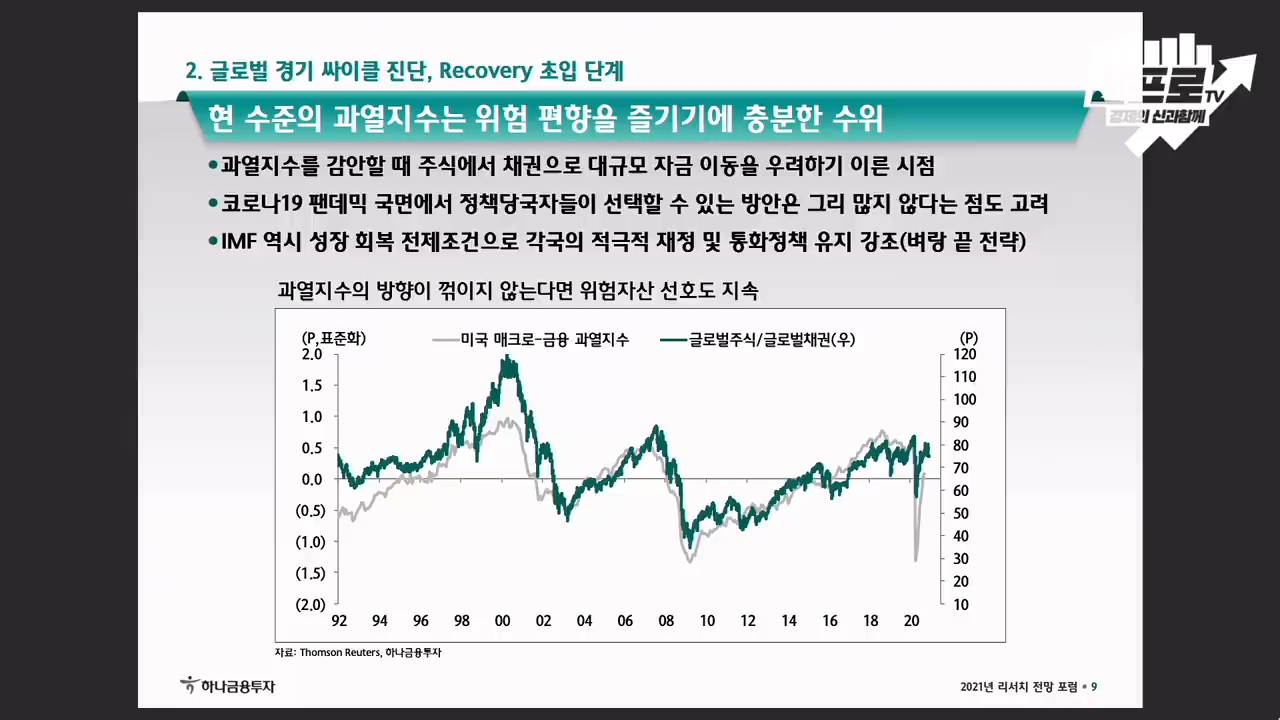 2. 글로벌 경기 싸이클 진단, Recovery 초입 단계
프로TV
경제의 신과함께
현 수준의 과열지수는 위험 편향을 즐기기에 충분한 수위
•과열지수를 감안할 때 주식에서 채권으로 대규모 자금 이동을 우려하기 이른 시점
•코로나19 팬데믹 국면에서 정책당국자들이 선택할 수 있는 방안은 그리 많지 않다는 점도 고려
•IMF 역시 성장 회복 전제조건으로 각국의 적극적 재정 및 통화정책 유지 강조(벼랑 끝 전략)
과열지수의 방향이 꺾이지 않는다면 위험자산 선호도 지속
(P,표준화) 미국 매크로-금융 과열지수 글로벌주식/글로벌채권(우) (P)
2.0 120
1.5 110
1.0 100
0.5 90
0.0 80
(0.5) 70
(1.0) 60
(1.5) 50
(2.0) 40
30
20
10
92 94 96 98 00 02 04 06 08 10 12 14 16 18 20
자료: Thomson Reuters, 하나금융투자
하나금융투자
2021년 리서치 전망 포럼 • 9